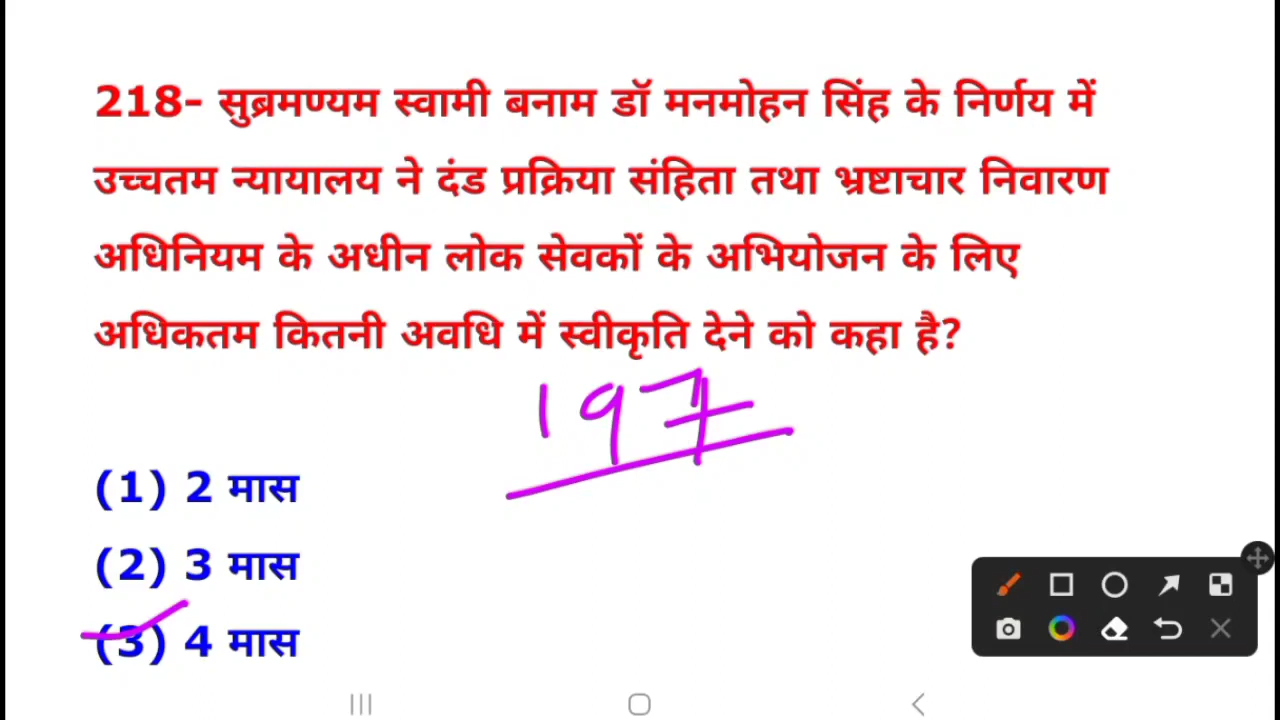 218- सुब्रमण्यम स्वामी बनाम डॉ मनमोहन सिंह के निर्णय में
उच्चतम न्यायालय ने दंड प्रक्रिया संहिता तथा भ्रष्टाचार निवारण
अधिनियम के अधीन लोक सेवकों के अभियोजन के लिए
अधिकतम कितनी अवधि में स्वीकृति देने को कहा है?
197
(1) 2 मास
(2) 3 मास
(3) 4 मास